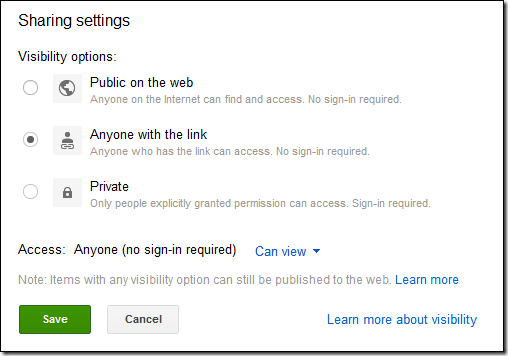 Sharing settings
Visibility options:
Public on the web
Anyone on the Internet can find and access. No sign-in required.
Anyone with the link
Anyone who has the link can access. No sign-in required.
Private
Only people explicitly granted permission can access. Sign-in required.
Access: Anyone (no sign-in required) Can view
Note: Items with any visibility option can still be published to the web. Learn more
Save Cancel Learn more about visibility